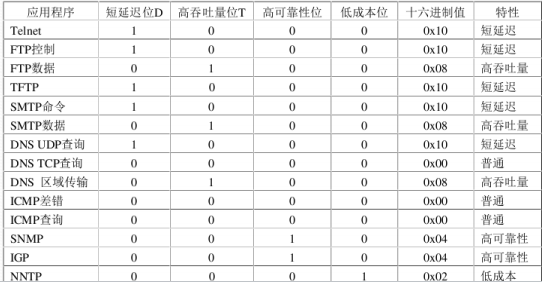 应用程序 短延迟位D 高吞吐量位T 高可靠性位 低成本位 十六进制值 特性
Telnet 1 0 0 0 0x10 短延迟
FTP控制 1 0 0 0 0x10 短延迟
FTP数据 0 1 0 0 0x08 高吞吐量
TFTP 1 0 0 0 0x10 短延迟
SMTP命令 1 0 0 0 0x10 短延迟
SMTP数据 0 1 0 0 0x08 高吞吐量
DNS UDP查询 1 0 0 0 0x10 短延迟
DNS TCP查询 0 0 0 0 0x00 普通
DNS 区域传输 0 1 0 0 0x08 高吞吐量
ICMP差错 0 0 0 0 0x00 普通
ICMP查询 0 0 0 0 0x00 普通
SNMP 0 0 1 0 0x04 高可靠性
IGP 0 0 1 0 0x04 高可靠性
NNTP 0 0 0 1 0x02 低成本